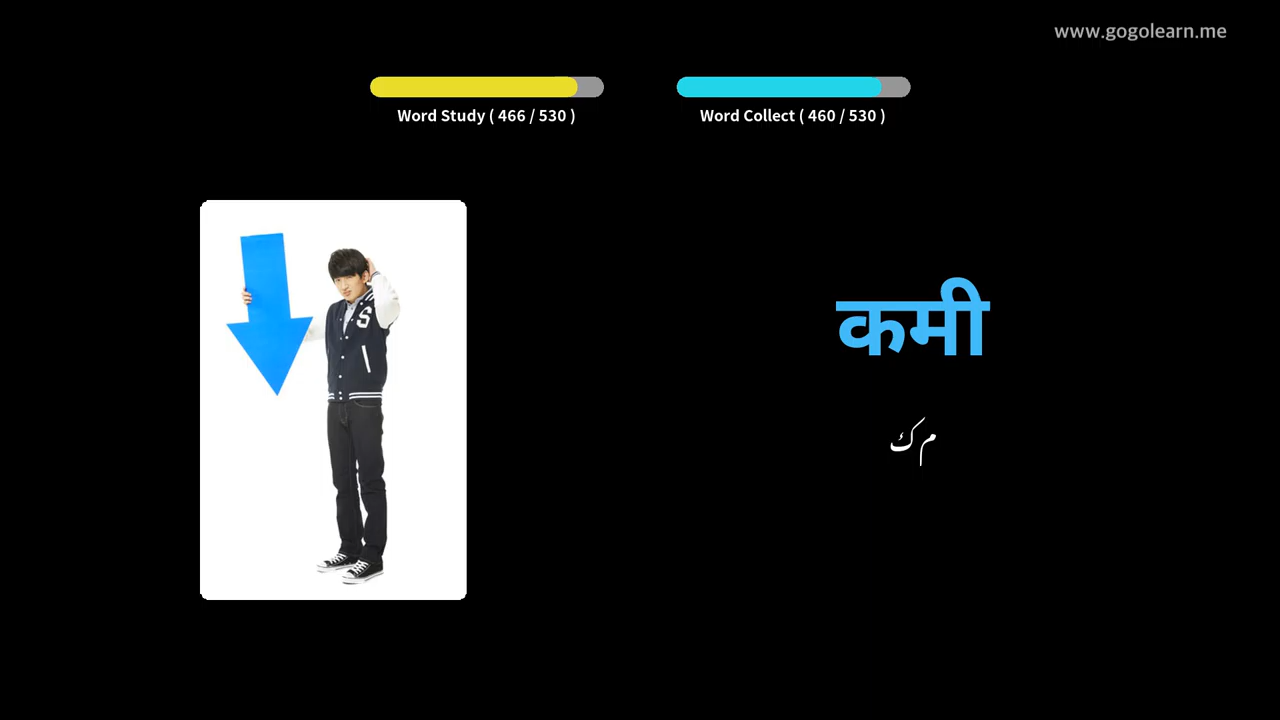 www.gogolearn.me
Word Study ( 466 / 530 )
Word Collect ( 460 / 530 )
S
कमी
م ك